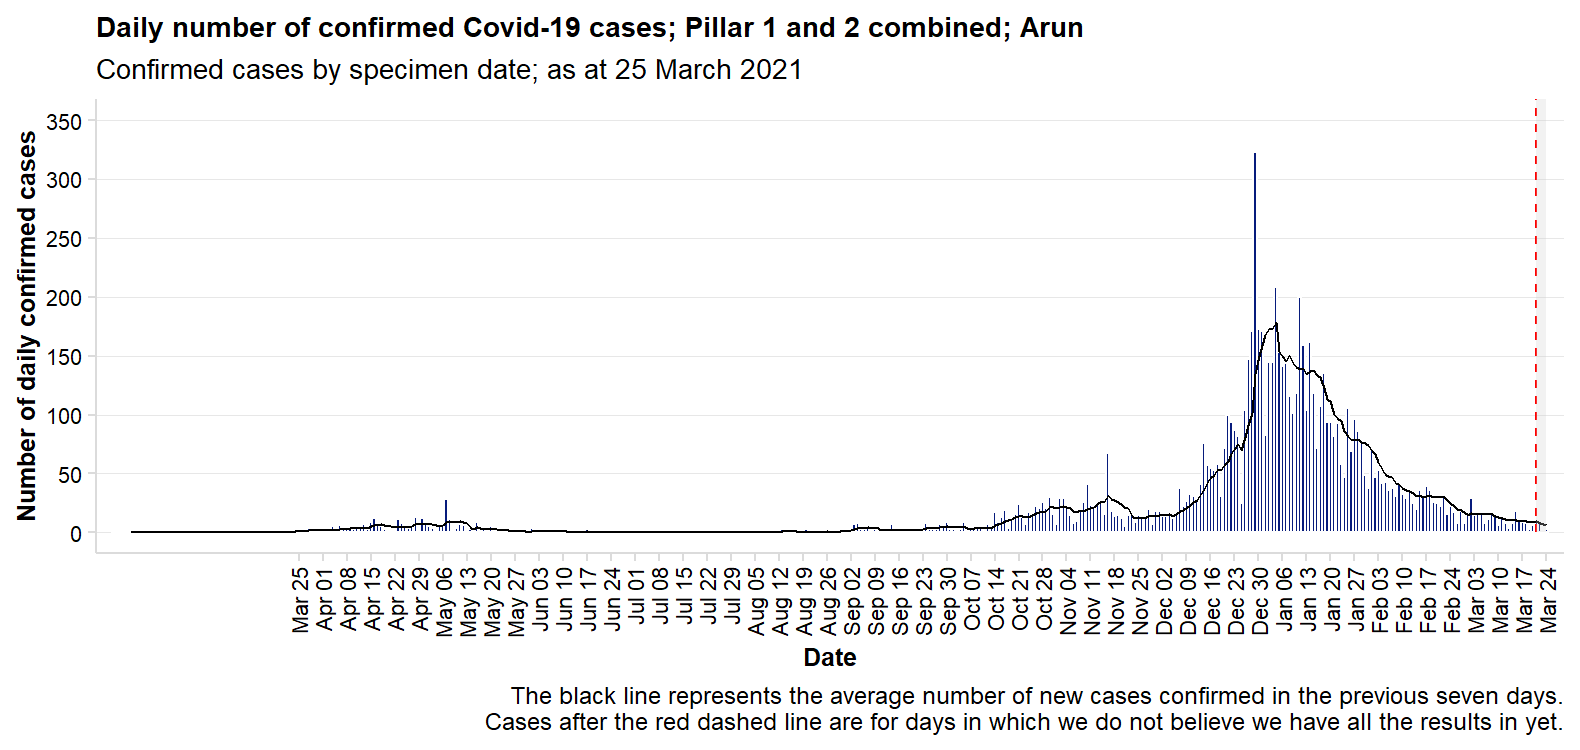 Daily number of confirmed Covid-19 cases; Pillar 1 and 2 combined; Arun
Confirmed cases by specimen date; as at 25 March 2021
Number of daily confirmed cases
350
300
250
200
150
100
50
0
Mar 25
Apr 01
Apr 08
Apr 15
Apr 22
Apr 29
May 06
May 13
May 20
May 27
Jun 03
Jun 10
Jun 17
Jun 24
Jul 01
Jul 08
Jul 15
Jul 22
Jul 29
Aug 05
Aug 12
Aug 19
Aug 26
Sep 02
Sep 09
Sep 16
Sep 23
Sep 30
Oct 07
Oct 14
Oct 21
Oct 28
Nov 04
Nov 11
Nov 18
Nov 25
Dec 02
Dec 09
Dec 16
Dec 23
Dec 30
Jan 06
Jan 13
Jan 20
Jan 27
Feb 03
Feb 10
Feb 17
Feb 24
Mar 03
Mar 10
Mar 17
Mar 24
Date
The black line represents the average number of new cases confirmed in the previous seven days.
Cases after the red dashed line are for days in which we do not believe we have all the results in yet.